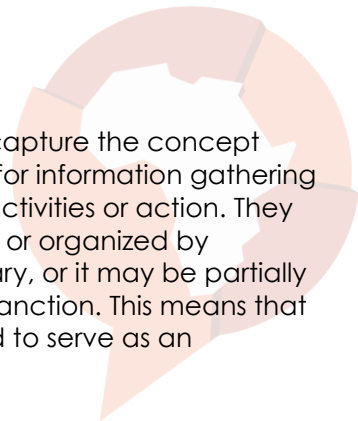 capture the concept
for information gathering
ctivities or action. They
or organized by
ary, or it may be partially
anction. This means that
d to serve as an